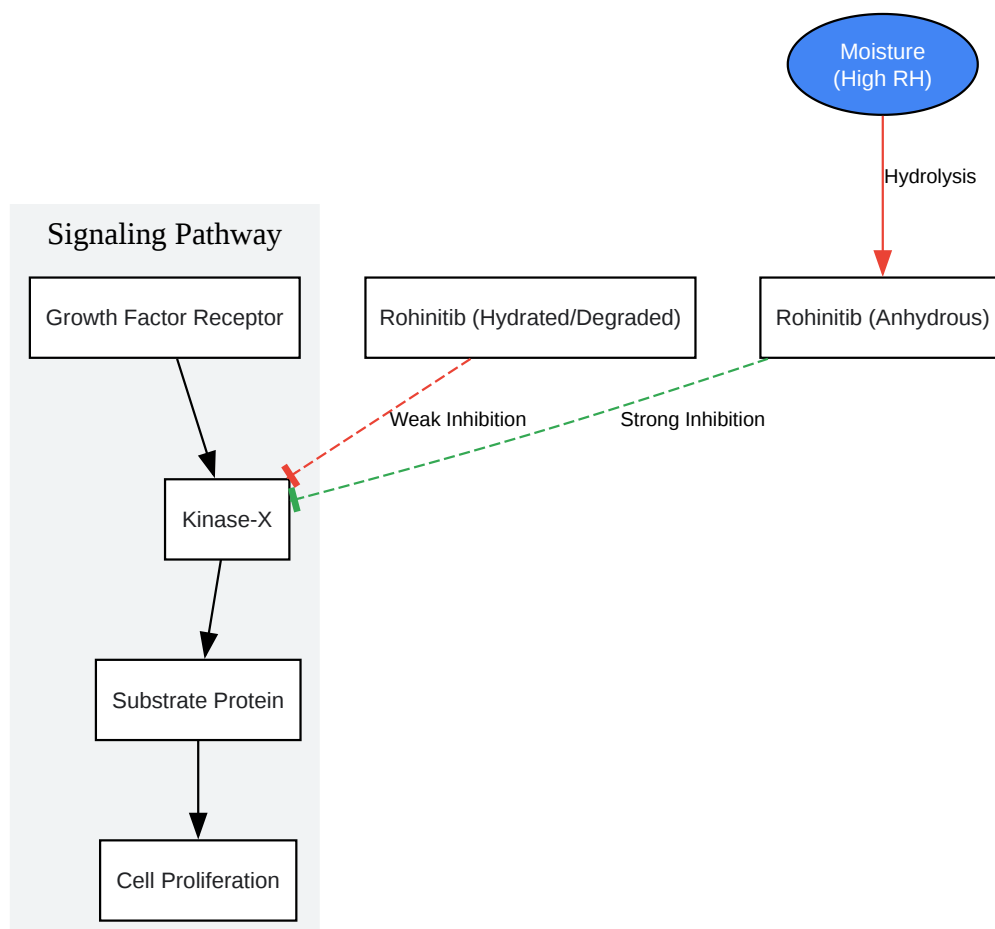 Moisture
(High RH)
Hydrolysis
Signaling Pathway
Growth Factor Receptor
Rohinitib (Hydrated/Degraded)
Rohinitib (Anhydrous)
Weak Inhibition
Strong Inhibition
Kinase-X
Substrate Protein
Cell Proliferation